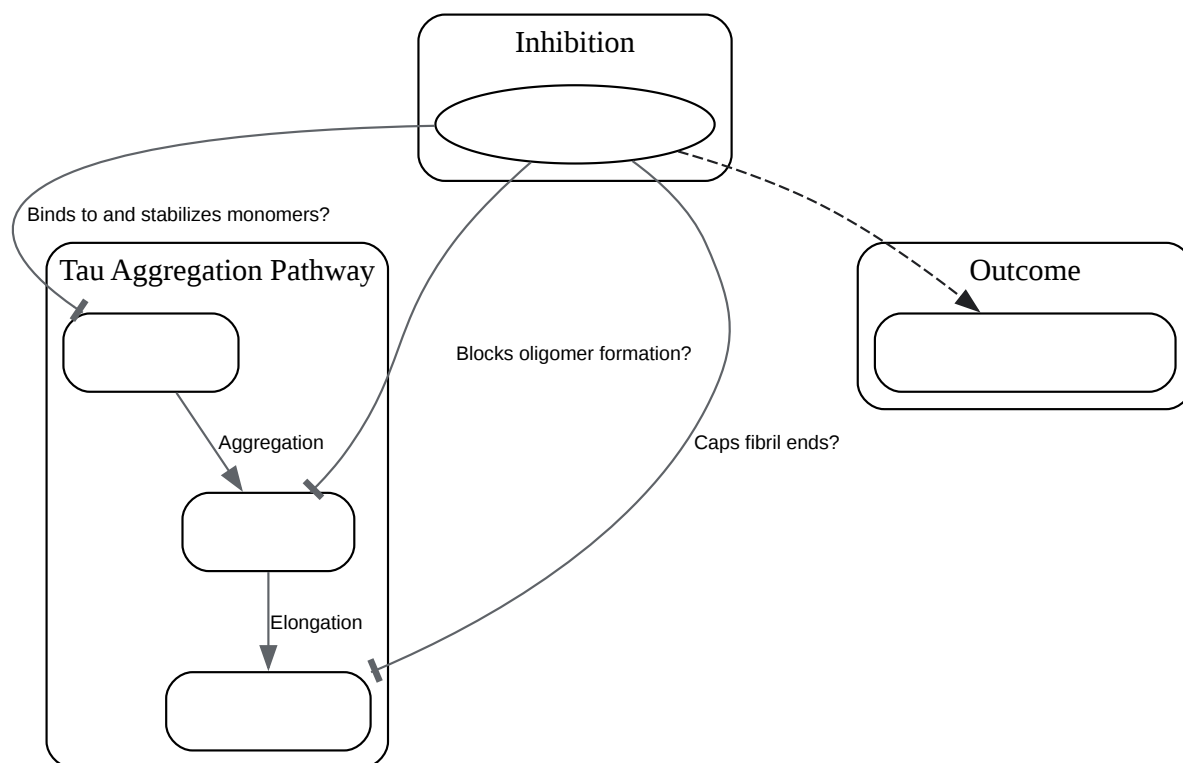 Inhibition
Binds to and stabilizes monomers?
Tau Aggregation Pathway
Outcome
Blocks oligomer formation?
Aggregation
Caps fibril ends?
Elongation